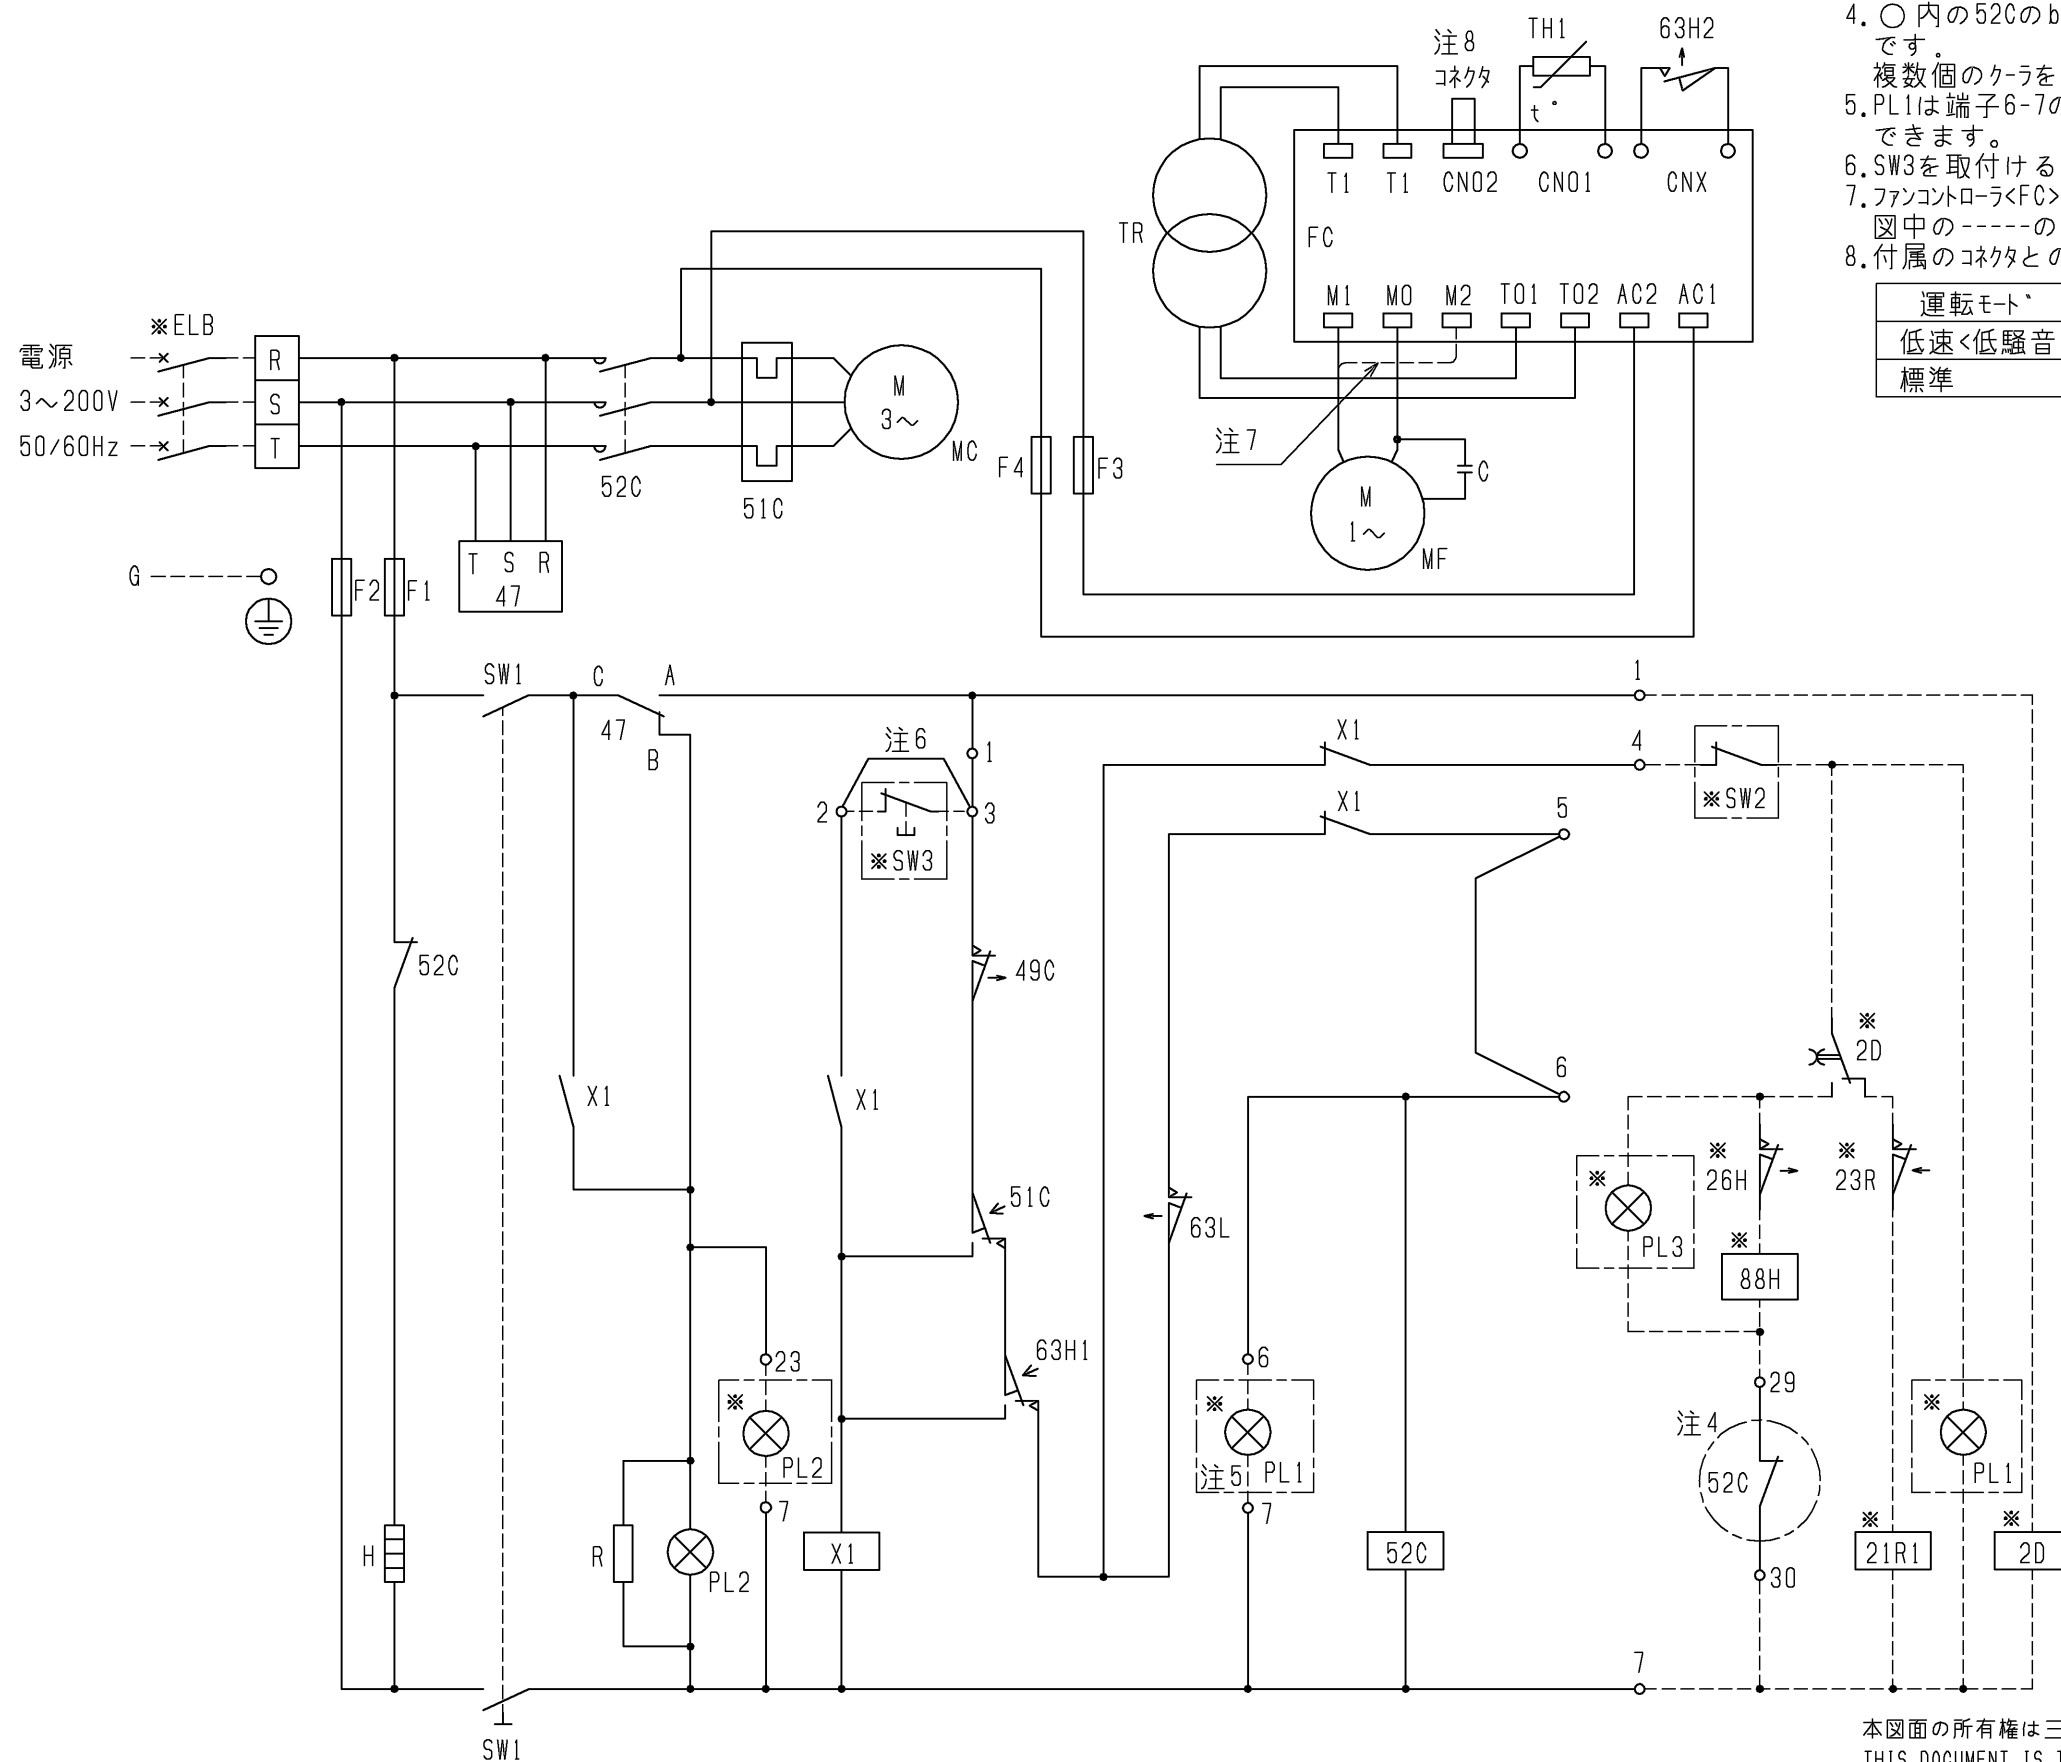 4.○内の52Cのb
です。
複数個のクーラを
5.PL1は端子6-7の
できます。
6.SW3を取付ける
7.ファンコントローラ<FC>
図中の-----の
8.付属のコネクタとの
運転モード
低速<低騒音
標準
注8
コネクタ
TH1
t°
63H2
T1 T1 CNO2 CNO1 CNX
TR
FC
M1 MO M2 TO1 TO2 AC2 AC1
※ELB
電源
3～200V
50/60Hz
R
S
T
52C
51C
M
3～
MC
F4
F3
注7
C
M
1～
MF
G
F2
F1
T S R
47
SW1
C
A
47
B
1
注6
1
2
3
※SW3
X1
4
※SW2
X1
5
52C
49C
X1
X1
6
※
2D
51C
63L
※
PL3
※
26H
※
88H
※
23R
63H1
23
※
PL2
7
6
※
注5
PL1
7
29
注4
52C
30
※
PL1
H
R
PL2
X1
52C
※
21R1
※
2D
7
SW1
本図面の所有権は三
THIS DOCUMENT IS T